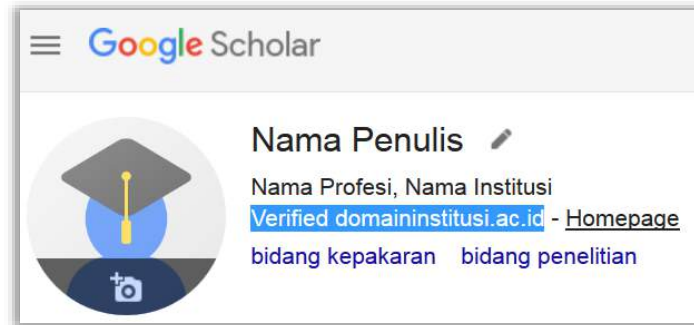 Google Scholar
Nama Penulis
Nama Profesi, Nama Institusi
Verified domaininstitusi.ac.id - Homepage
bidang kepakaran bidang penelitian